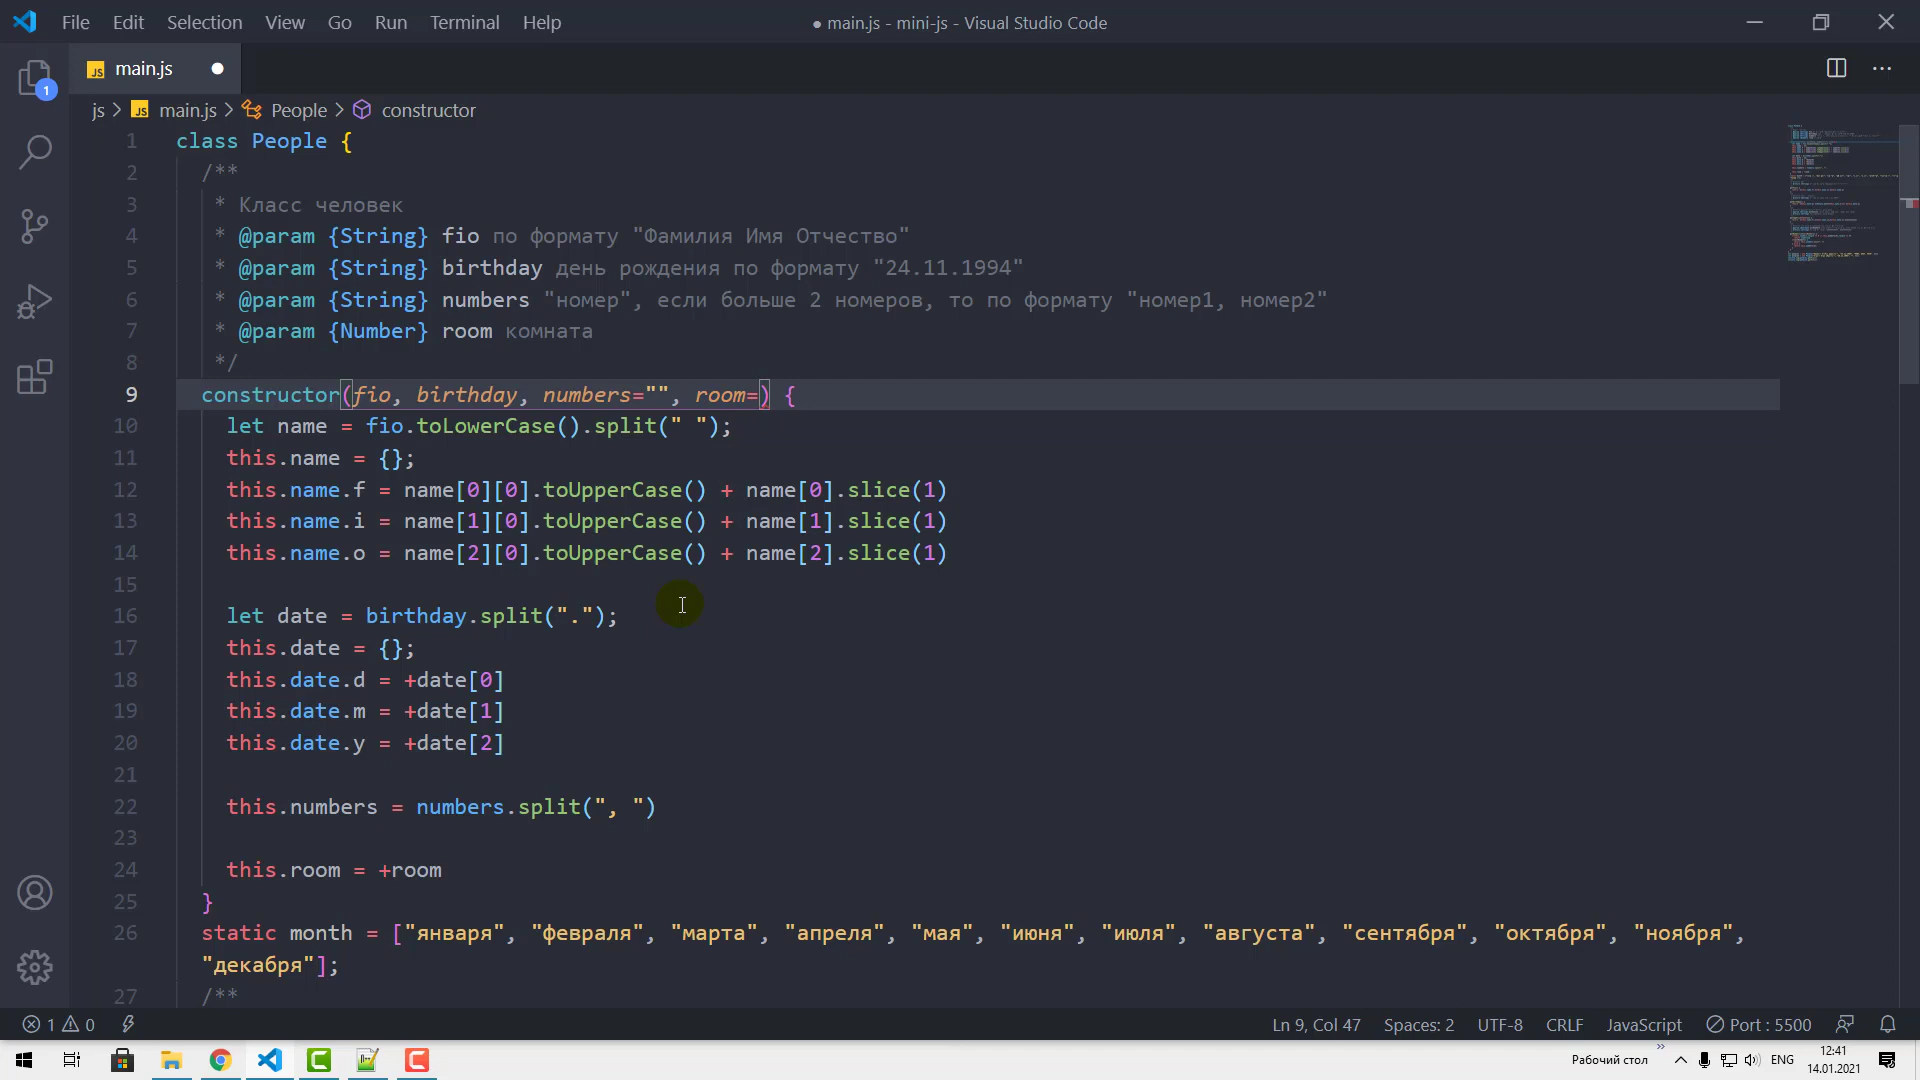 File Edit Selection View Go Run Terminal Help
● main.js - mini-js - Visual Studio Code
JS main.js ●
1
js > JS main.js > People > constructor
1 class People {
2 /**
3 * Класс человек
4 * @param {String} fio по формату "Фамилия Имя Отчество"
5 * @param {String} birthday день рождения по формату "24.11.1994"
6 * @param {String} numbers "номер", если больше 2 номеров, то по формату "номер1, номер2"
7 * @param {Number} room комната
8 */
9 constructor(fio, birthday, numbers="", room=) {
10 let name = fio.toLowerCase().split(" ");
11 this.name = {};
12 this.name.f = name[0][0].toUpperCase() + name[0].slice(1)
13 this.name.i = name[1][0].toUpperCase() + name[1].slice(1)
14 this.name.o = name[2][0].toUpperCase() + name[2].slice(1)
15
16 let date = birthday.split(".");
17 this.date = {};
18 this.date.d = +date[0]
19 this.date.m = +date[1]
20 this.date.y = +date[2]
21
22 this.numbers = numbers.split(", ")
23
24 this.room = +room
25 }
26 static month = ["января", "февраля", "марта", "апреля", "мая", "июня", "июля", "августа", "сентября", "октября", "ноября",
"декабря"];
27 /**
1 0 Ln 9, Col 47 Spaces: 2 UTF-8 CRLF JavaScript Port : 5500
Рабочий стол » ENG 12:41
14.01.2021